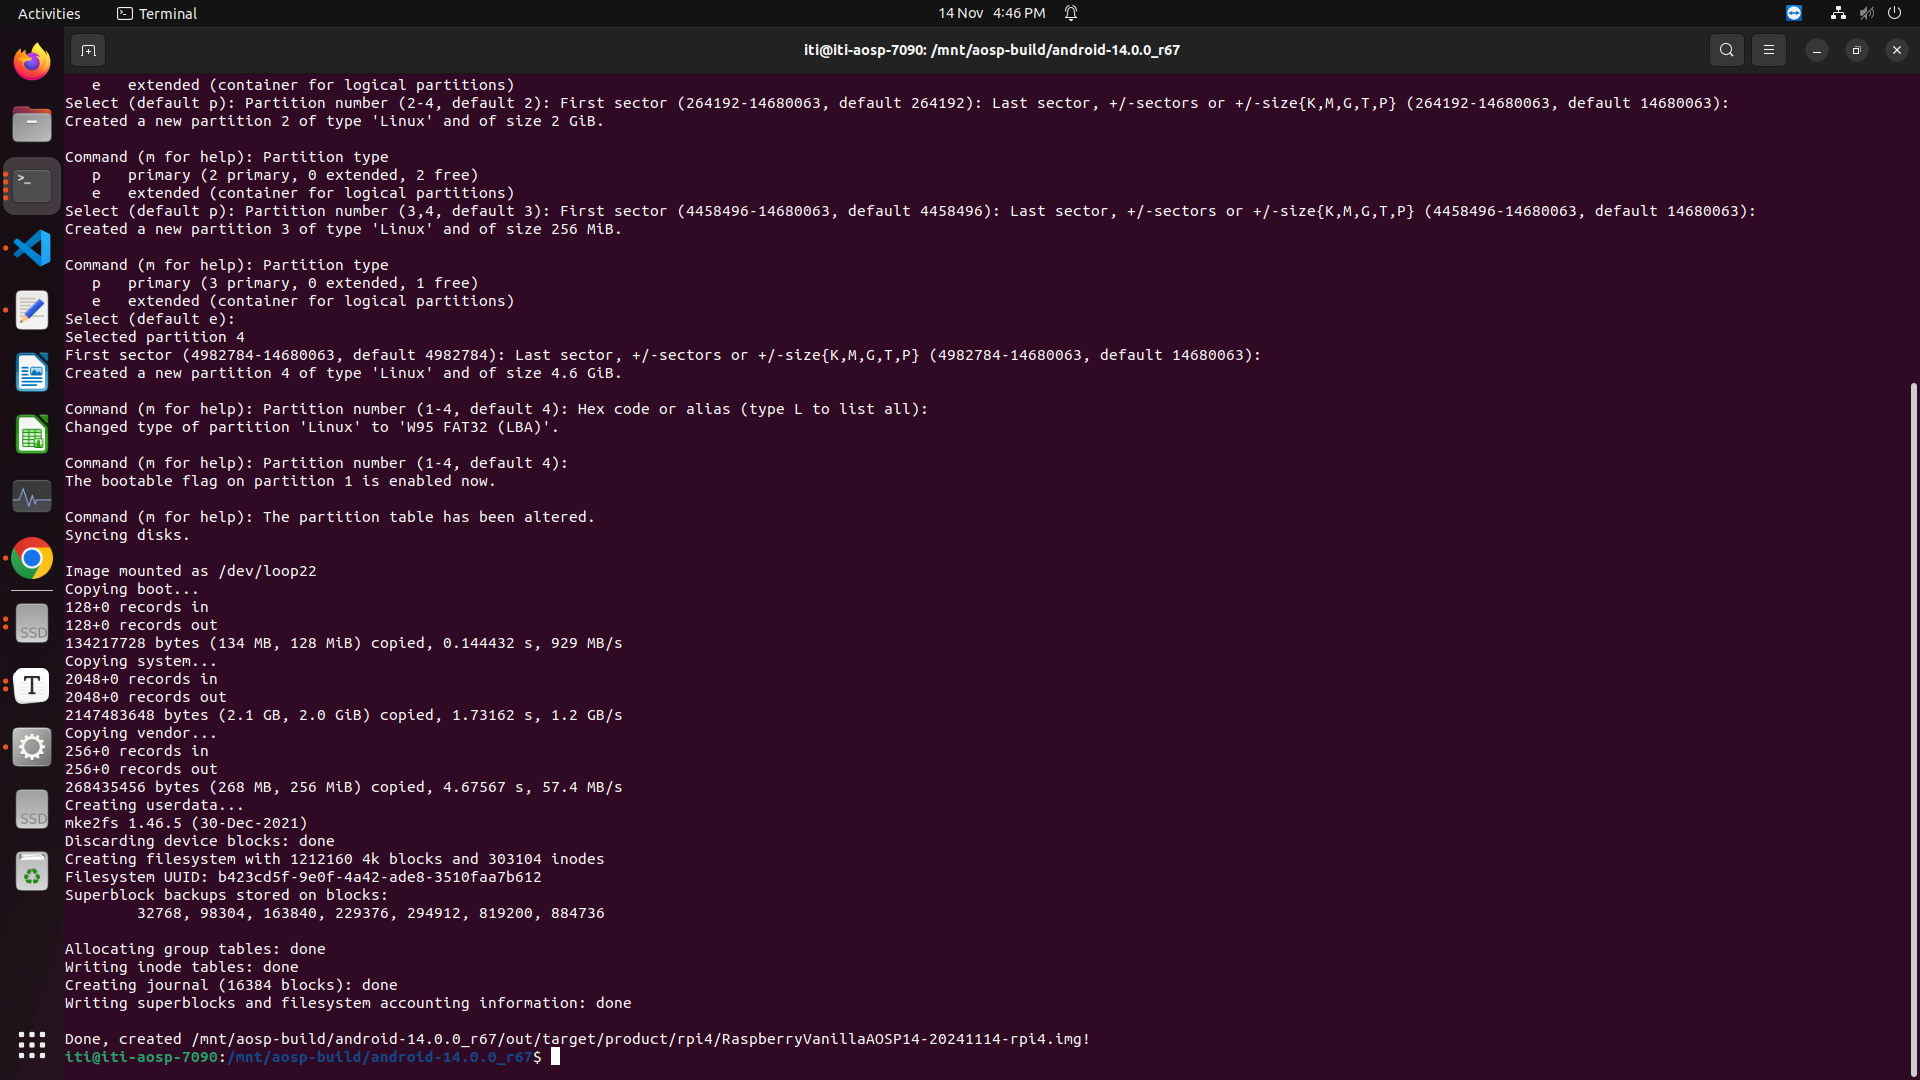 Activities
Terminal
14 Nov 4:46 PM
iti@iti-aosp-7090: /mnt/aosp-build/android-14.0.0_r67
e extended (container for logical partitions)
Select (default p): Partition number (2-4, default 2): First sector (264192-14680063, default 264192): Last sector, +/-sectors or +/-size{K,M,G,T,P} (264192-14680063, default 14680063):
Created a new partition 2 of type 'Linux' and of size 2 GiB.
Command (m for help): Partition type
p primary (2 primary, 0 extended, 2 free)
e extended (container for logical partitions)
Select (default p): Partition number (3,4, default 3): First sector (4458496-14680063, default 4458496): Last sector, +/-sectors or +/-size{K,M,G,T,P} (4458496-14680063, default 14680063):
Created a new partition 3 of type 'Linux' and of size 256 MiB.
Command (m for help): Partition type
p primary (3 primary, 0 extended, 1 free)
e extended (container for logical partitions)
Select (default e):
Selected partition 4
First sector (4982784-14680063, default 4982784): Last sector, +/-sectors or +/-size{K,M,G,T,P} (4982784-14680063, default 14680063):
Created a new partition 4 of type 'Linux' and of size 4.6 GiB.
Command (m for help): Partition number (1-4, default 4): Hex code or alias (type L to list all):
Changed type of partition 'Linux' to 'W95 FAT32 (LBA)'.
Command (m for help): Partition number (1-4, default 4):
The bootable flag on partition 1 is enabled now.
Command (m for help): The partition table has been altered.
Syncing disks.
Image mounted as /dev/loop22
Copying boot...
128+0 records in
128+0 records out
134217728 bytes (134 MB, 128 MiB) copied, 0.144432 s, 929 MB/s
Copying system...
2048+0 records in
2048+0 records out
2147483648 bytes (2.1 GB, 2.0 GiB) copied, 1.73162 s, 1.2 GB/s
Copying vendor...
256+0 records in
256+0 records out
268435456 bytes (268 MB, 256 MiB) copied, 4.67567 s, 57.4 MB/s
Creating userdata...
mke2fs 1.46.5 (30-Dec-2021)
Discarding device blocks: done
Creating filesystem with 1212160 4k blocks and 303104 inodes
Filesystem UUID: b423cd5f-9e0f-4a42-ade8-3510faa7b612
Superblock backups stored on blocks:
32768, 98304, 163840, 229376, 294912, 819200, 884736
Allocating group tables: done
Writing inode tables: done
Creating journal (16384 blocks): done
Writing superblocks and filesystem accounting information: done
Done, created /mnt/aosp-build/android-14.0.0_r67/out/target/product/rpi4/RaspberryVanillaAOSP14-20241114-rpi4.img!
iti@iti-aosp-7090:/mnt/aosp-build/android-14.0.0_r67$
SSD
T
SSD